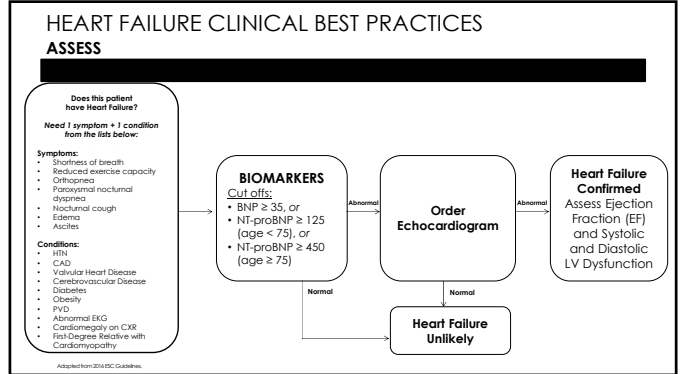 HEART FAILURE CLINICAL BEST PRACTICES
ASSESS
Does this patient
have Heart Failure?
Need 1 symptom + 1 condition
from the lists below:
Symptoms:
• Shortness of breath
• Reduced exercise capacity
• Orthopnea
• Paroxysmal nocturnal
dyspnea
• Nocturnal cough
• Edema
• Ascites
Conditions:
• HTN
• CAD
• Valvular Heart Disease
• Cerebrovascular Disease
• Diabetes
• Obesity
• PVD
• Abnormal EKG
• Cardiomegaly on CXR
• First-Degree Relative with
Cardiomyopathy
BIOMARKERS
Cut offs:
• BNP ≥ 35, or
• NT-proBNP ≥ 125
(age < 75), or
• NT-proBNP ≥ 450
(age ≥ 75)
Abnormal
Normal
Order
Echocardiogram
Abnormal
Normal
Heart Failure
Confirmed
Assess Ejection
Fraction (EF)
and Systolic
and Diastolic
LV Dysfunction
Heart Failure
Unlikely
Adapted from 2016 ESC Guidelines.